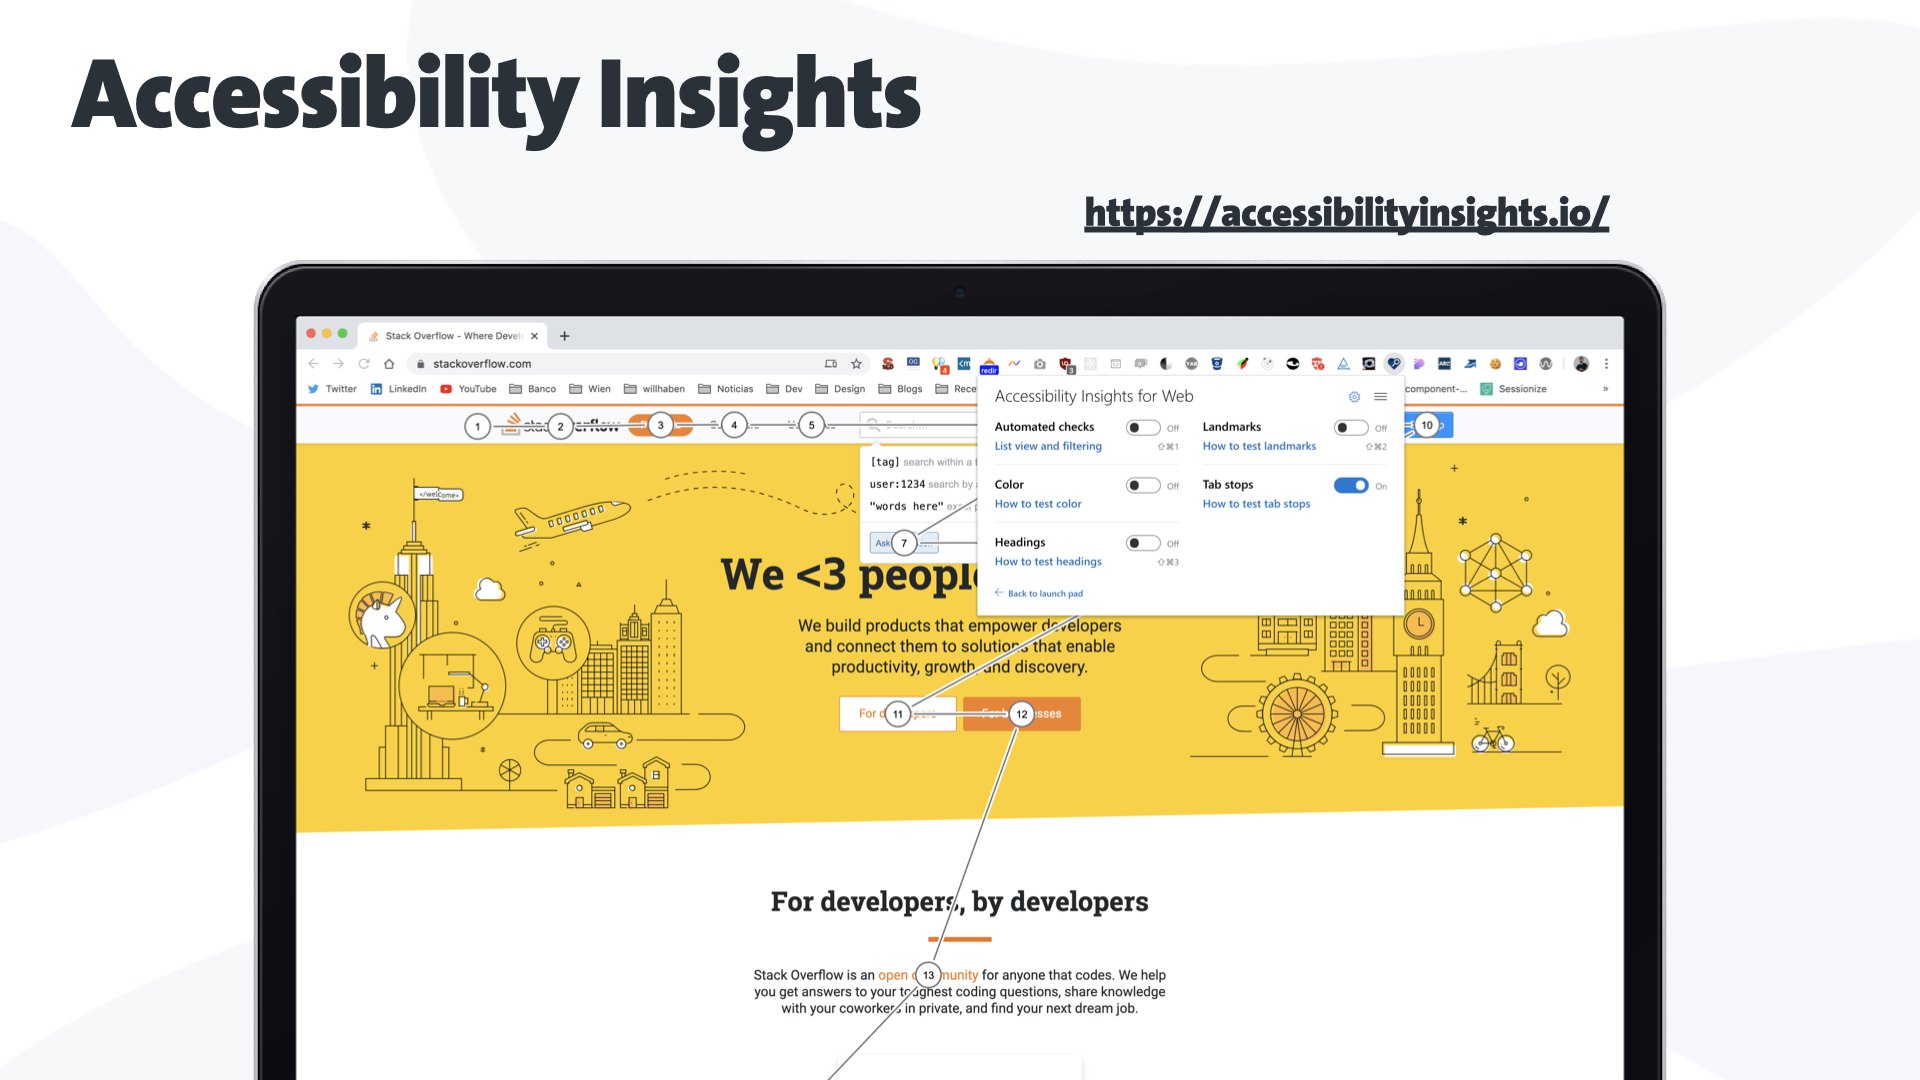 Accessibility Insights
https://accessibilityinsights.io/
Stack Overflow - Where Devel
stackoverflow.com
Twitter LinkedIn YouTube Banco Wien willhaben Noticias Dev Design Blogs Rece component-... Sessionize »
Accessibility Insights for Web
Automated checks Off
List view and filtering ⇧⌘1
Landmarks Off
How to test landmarks ⇧⌘2
Color Off
How to test color
Tab stops On
How to test tab stops
Headings Off
How to test headings ⇧⌘3
Back to launch pad
1 2 3 4 5 10
[tag] search within a t
user:1234 search by
"words here"
Ask 7
</welcome>
We <3 people
We build products that empower developers
and connect them to solutions that enable
productivity, growth, and discovery.
11 12
For developers, by developers
Stack Overflow is an open community for anyone that codes. We help
you get answers to your toughest coding questions, share knowledge
with your coworkers in private, and find your next dream job.
13